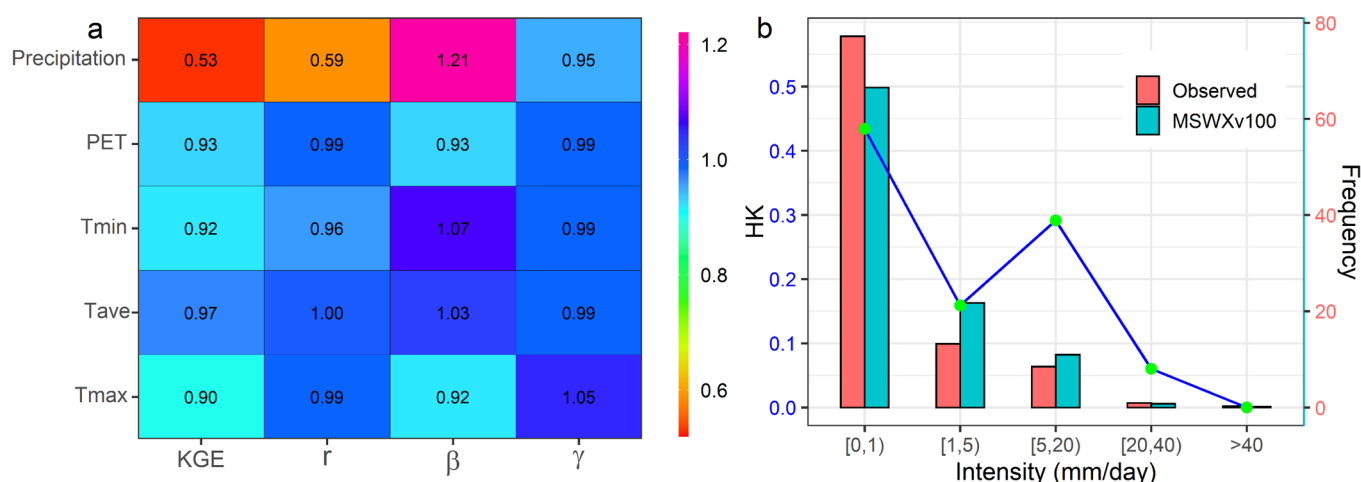 a
Precipitation 0.53 0.59 1.21 0.95
PET 0.93 0.99 0.93 0.99
Tmin 0.92 0.96 1.07 0.99
Tave 0.97 1.00 1.03 0.99
Tmax 0.90 0.99 0.92 1.05
KGE r β γ
1.2
1.0
0.8
0.6
b
HK
0.5
0.4
0.3
0.2
0.1
0.0
Observed
MSWXv100
80
60
40
20
0
Frequency
[0,1) [1,5) [5,20) [20,40) >40
Intensity (mm/day)